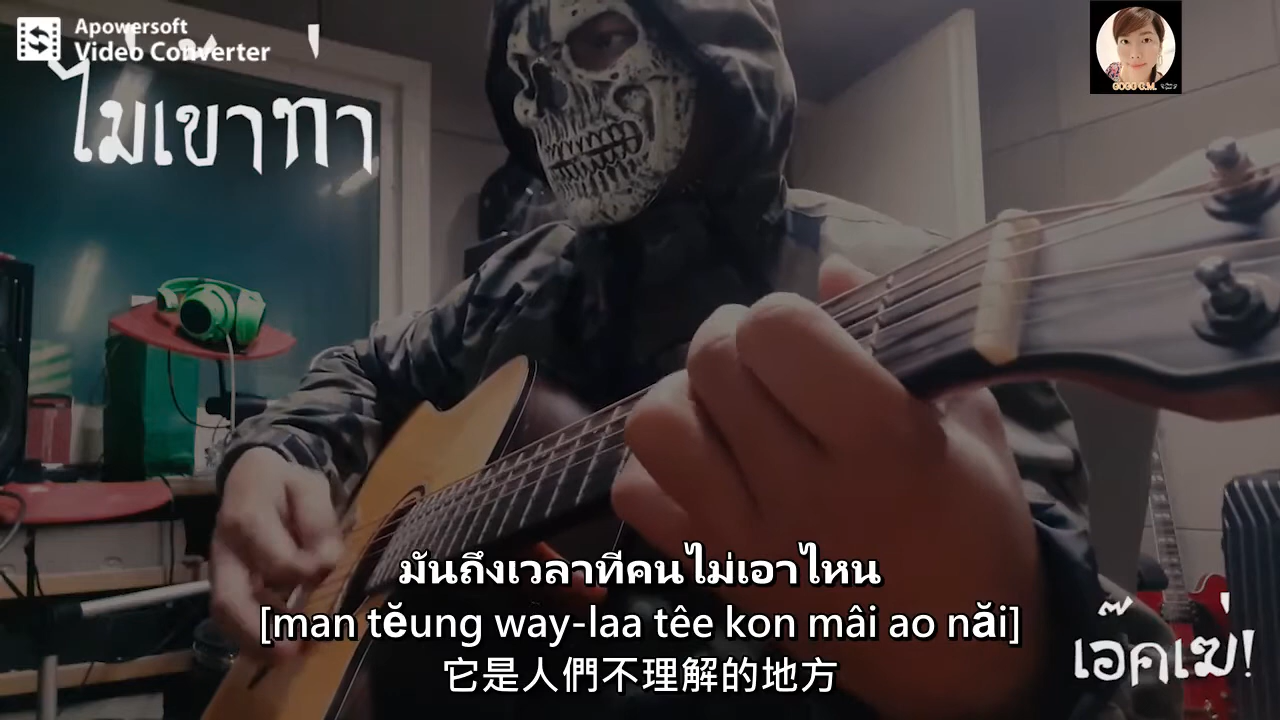 Apowersoft
Video Converter
ไม่เข้าท่า
COCO C.M.
มันถึงเวลาที่คนไม่เอาไหน
[man tĕung way-laa têe kon mâi ao năi]
它是人們不理解的地方
เอ๊คเฆ่!